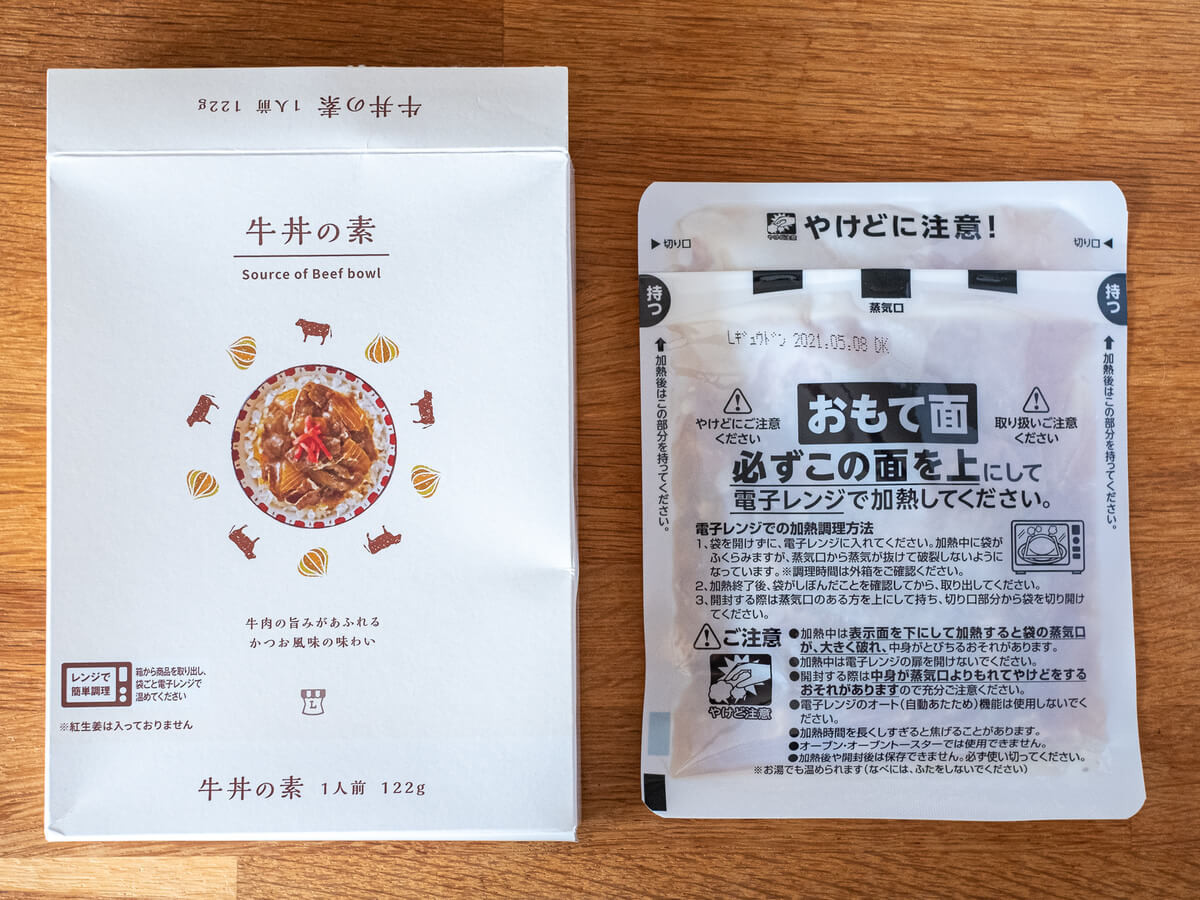 牛丼の素 1人前 122g
牛丼の素
Source of Beef bowl
牛肉の旨みがあふれる
かつお風味の味わい
レンジで
簡単調理
箱から商品を取り出し、
袋ごと電子レンジで
温めてください
L
※紅生姜は入っておりません
牛丼の素 1人前 122g
やけど注意
やけどに注意!
▶切り口
切り口◀
持つ
持つ
蒸気口
Lギュウドン 2021.05.08 DK
↑加熱後はこの部分を持ってください。
↑加熱後はこの部分を持ってください。
やけどにご注意
ください
おもて面
取り扱いご注意
ください
必ずこの面を上にして
電子レンジで加熱してください。
電子レンジでの加熱調理方法
1、袋を開けずに、電子レンジに入れてください。加熱中に袋が
ふくらみますが、蒸気口から蒸気が抜けて破裂しないように
なっています。※調理時間は外箱をご確認ください。
2、加熱終了後、袋がしぼんだことを確認してから、取り出してください。
3、開封する際は蒸気口のある方を上にして持ち、切り口部分から袋を切り開け
てください。
ご注意
やけど注意
●加熱中は表示面を下にして加熱すると袋の蒸気口
が、大きく破れ、中身がとびちるおそれがあります。
●加熱中は電子レンジの扉を開けないでください。
●開封する際は中身が蒸気口よりもれてやけどをする
おそれがありますので充分ご注意ください。
●電子レンジのオート(自動あたため)機能は使用しないでく
ださい。
●加熱時間を長くしすぎると焦げることがあります。
●オーブン・オーブントースターでは使用できません。
●加熱後や開封後は保存できません。必ず使い切ってください。
※お湯でも温められます(なべには、ふたをしないでください)